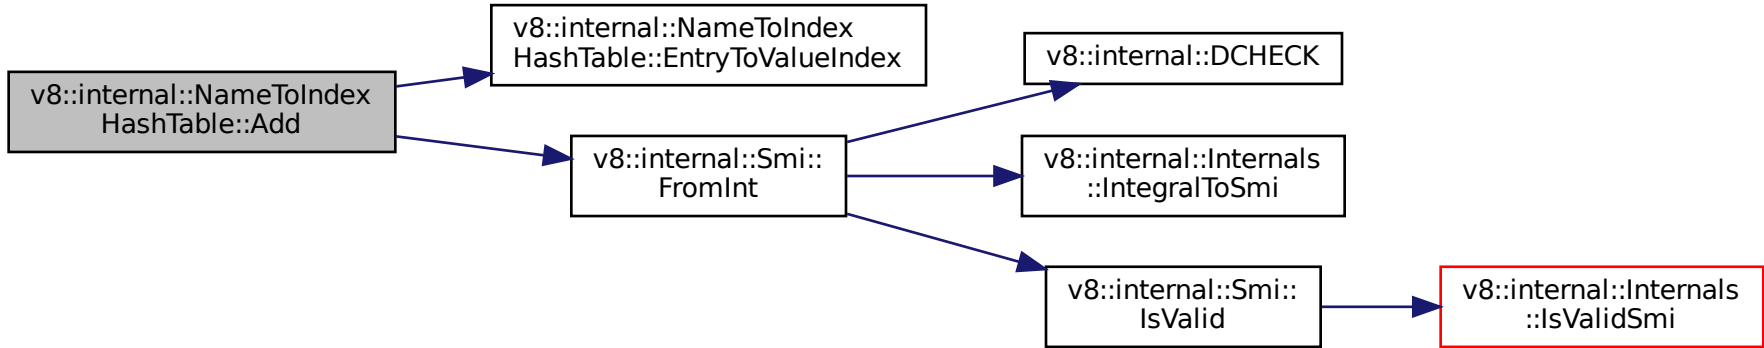 v8::internal::NameToIndex
HashTable::Add
v8::internal::NameToIndex
HashTable::EntryToValueIndex
v8::internal::Smi::
FromInt
v8::internal::DCHECK
v8::internal::Internals
::IntegralToSmi
v8::internal::Smi::
IsValid
v8::internal::Internals
::IsValidSmi